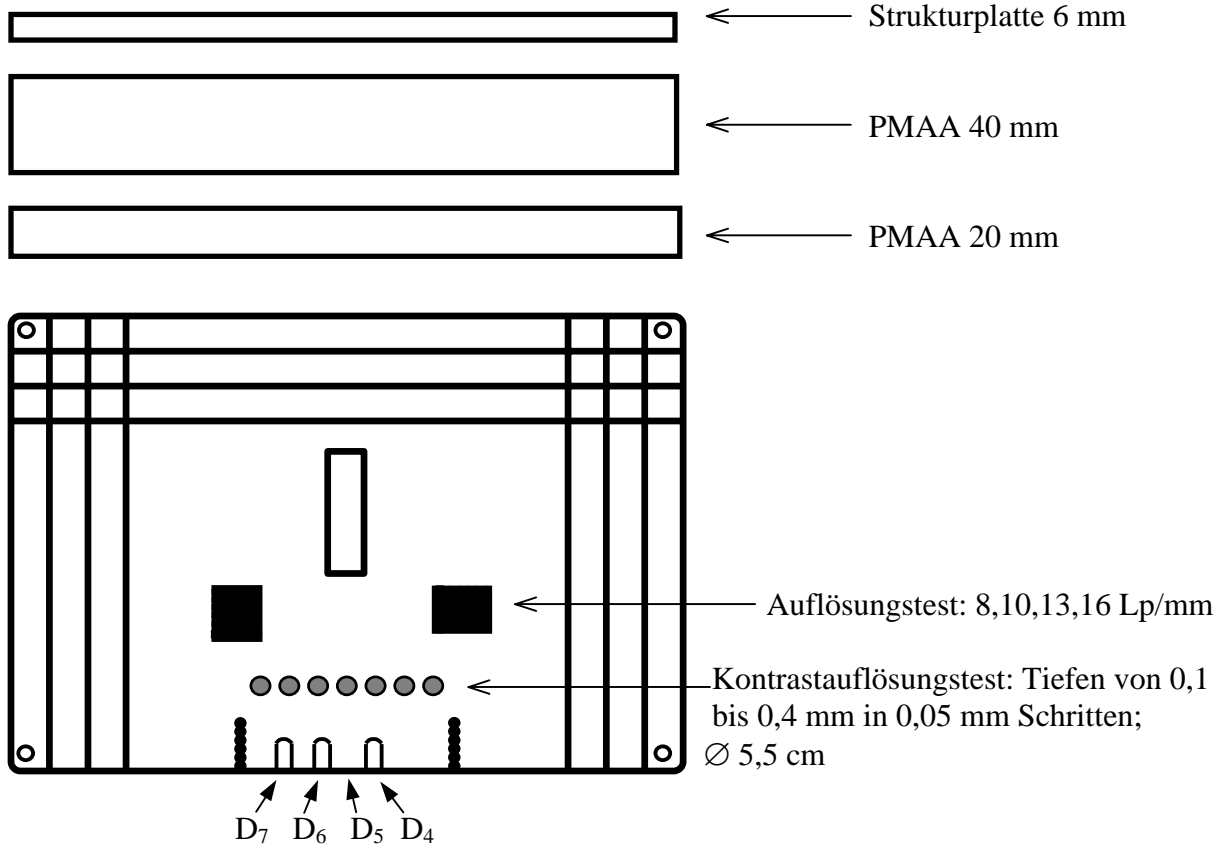 Strukturplatte 6 mm
PMAA 40 mm
PMAA 20 mm
Auflösungstest: 8,10,13,16 Lp/mm
Kontrastauflösungstest: Tiefen von 0,1
bis 0,4 mm in 0,05 mm Schritten;
∅ 5,5 cm
D₇ D₆ D₅ D₄